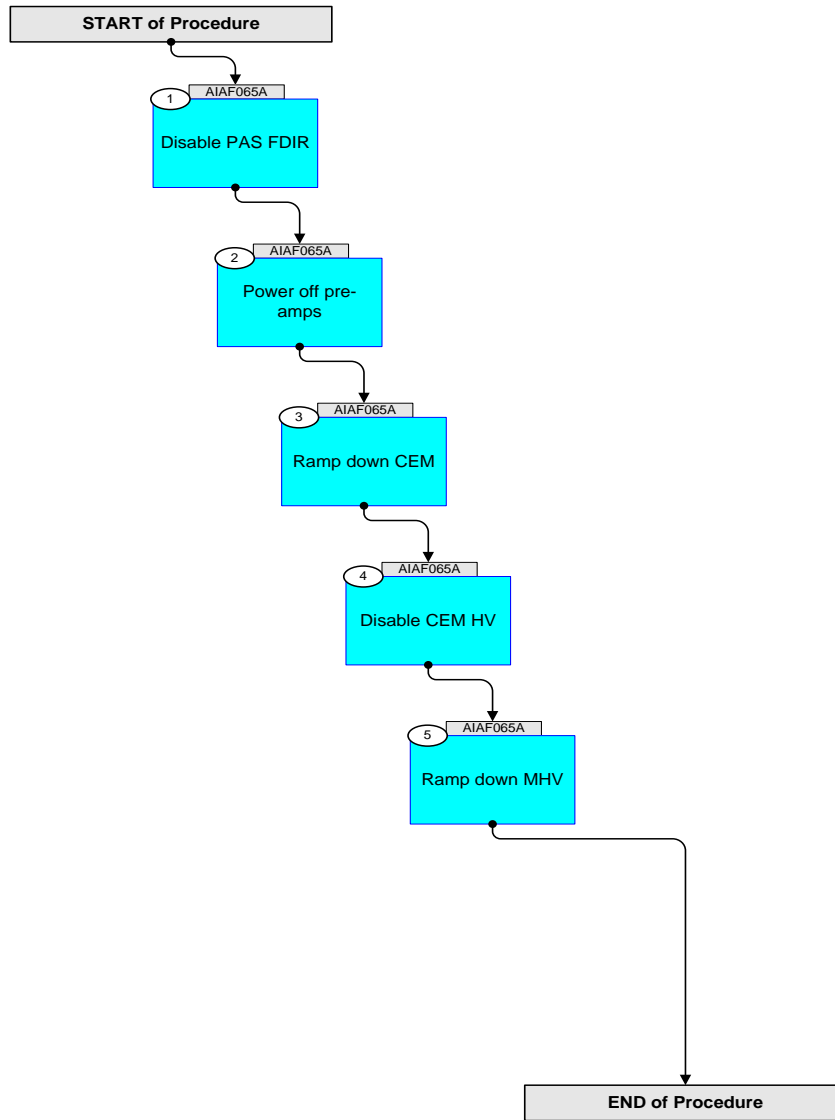 START of Procedure
AIAF065A
1
Disable PAS FDIR
AIAF065A
2
Power off pre-
amps
AIAF065A
3
Ramp down CEM
AIAF065A
4
Disable CEM HV
AIAF065A
5
Ramp down MHV
END of Procedure